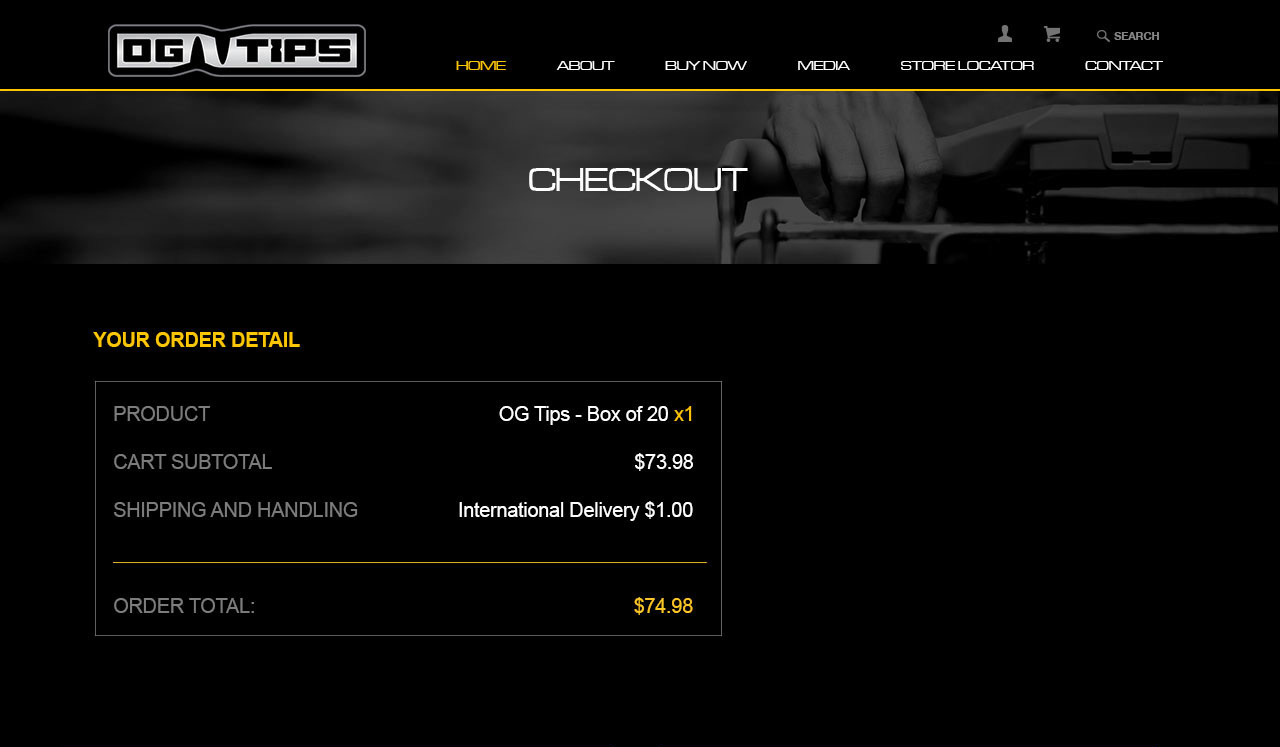 OG TIPS
SEARCH
HOME ABOUT BUY NOW MEDIA STORE LOCATOR CONTACT
CHECKOUT
YOUR ORDER DETAIL
PRODUCT OG Tips - Box of 20 x1
CART SUBTOTAL $73.98
SHIPPING AND HANDLING International Delivery $1.00
ORDER TOTAL: $74.98